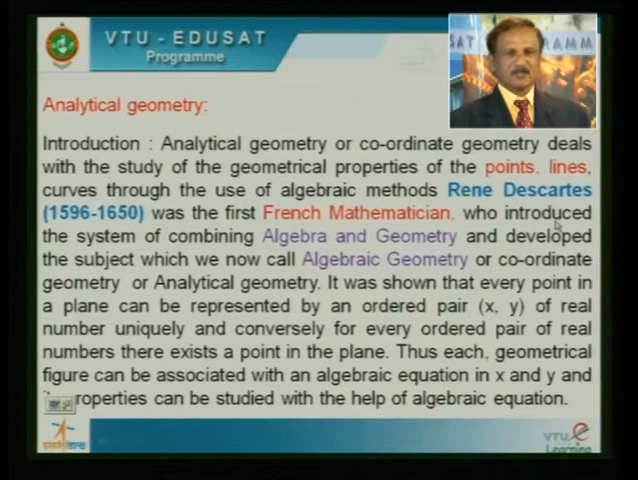 VTU - EDUSAT
Programme
Analytical geometry:
Introduction : Analytical geometry or co-ordinate geometry deals
with the study of the geometrical properties of the points, lines,
curves through the use of algebraic methods Rene Descartes
(1596-1650) was the first French Mathematician, who introduced
the system of combining Algebra and Geometry and developed
the subject which we now call Algebraic Geometry or co-ordinate
geometry or Analytical geometry. It was shown that every point in
a plane can be represented by an ordered pair (x, y) of real
number uniquely and conversely for every ordered pair of real
numbers there exists a point in the plane. Thus each, geometrical
figure can be associated with an algebraic equation in x and y and
roperties can be studied with the help of algebraic equation.
VTU e
Learning